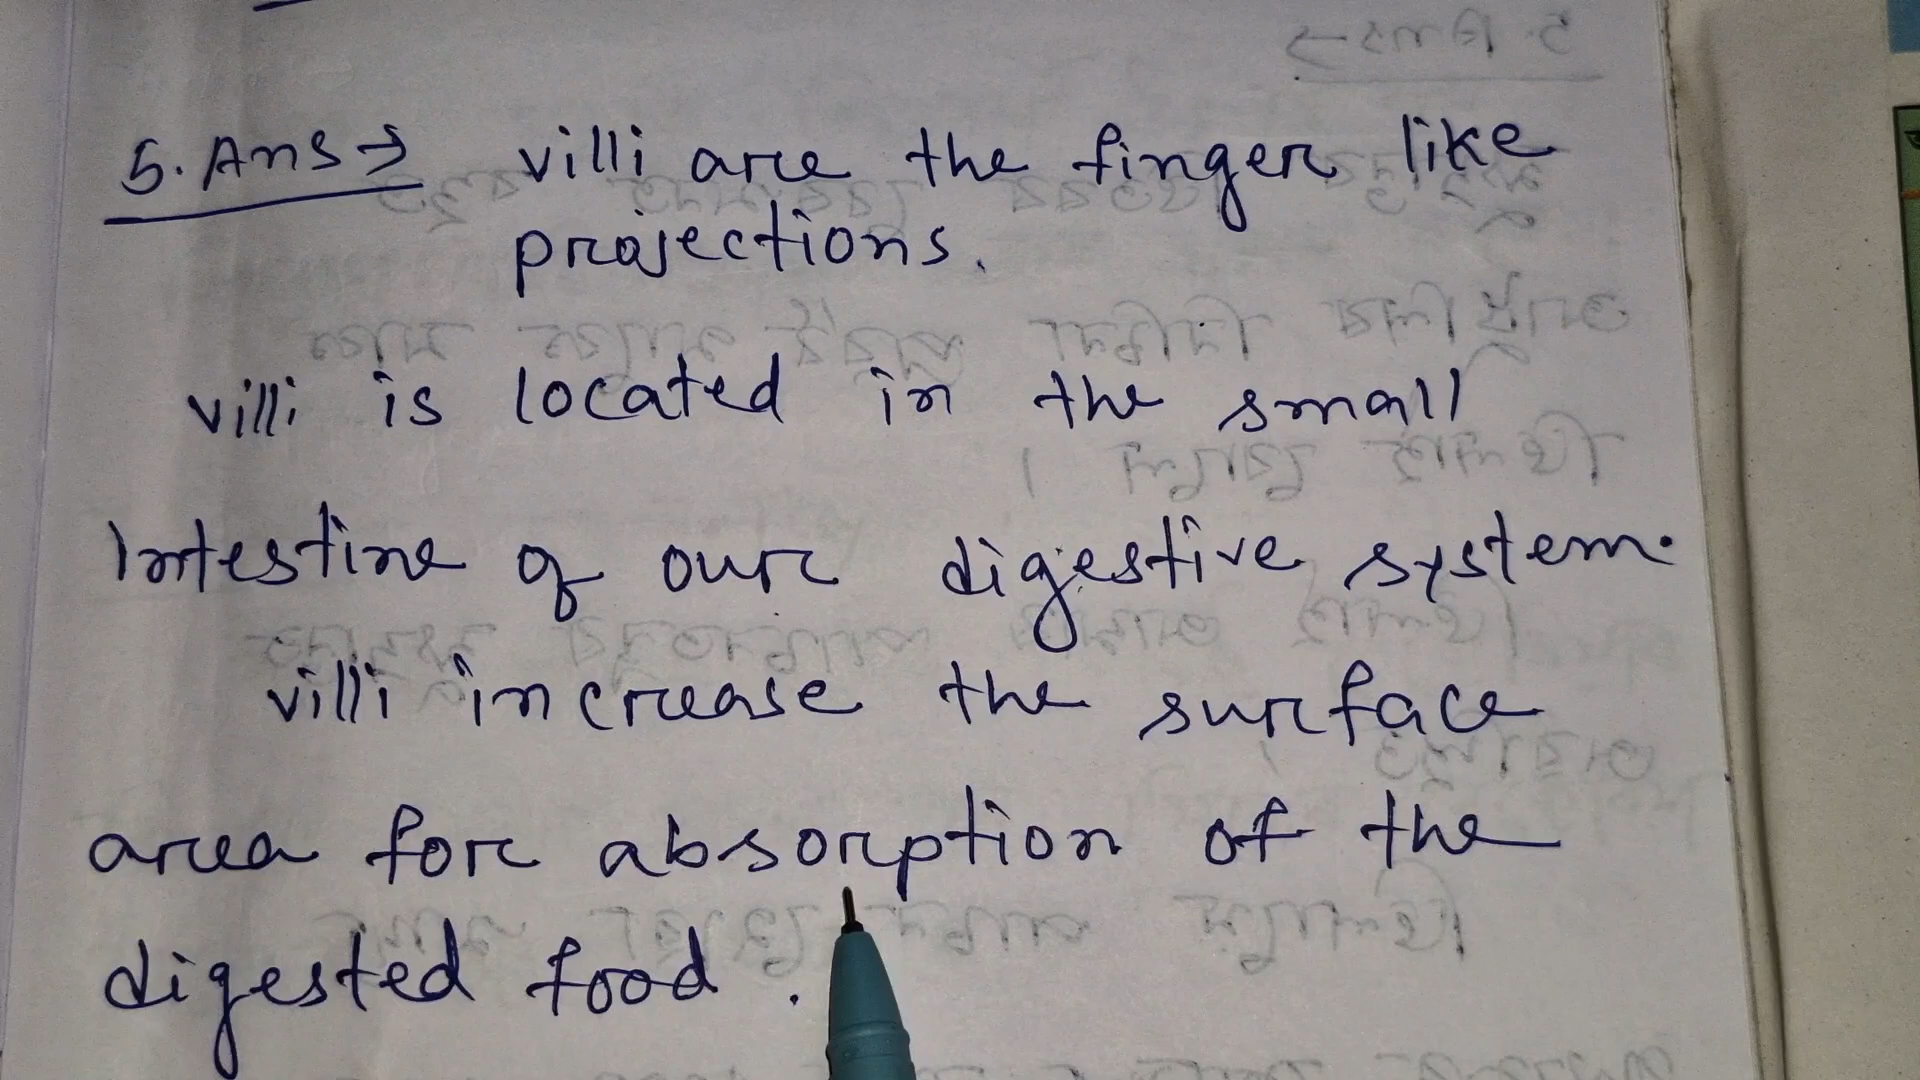 5. Ans → villi are the finger like
projections.
villi is located in the small
Intestine of our digestive system.
villi increase the surface
area for absorption of the
digested food.